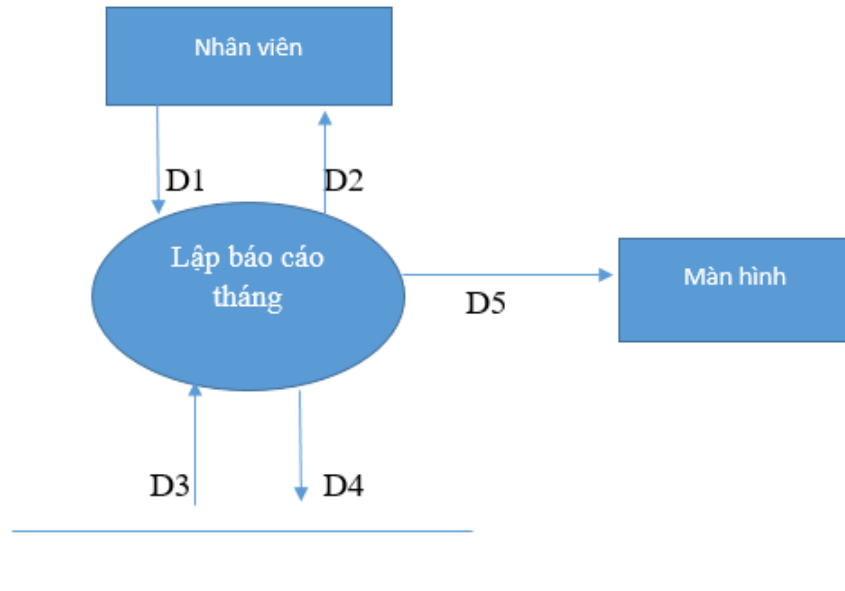 Nhân viên
D1
D2
Lập báo cáo
tháng
Màn hình
D5
D3
D4